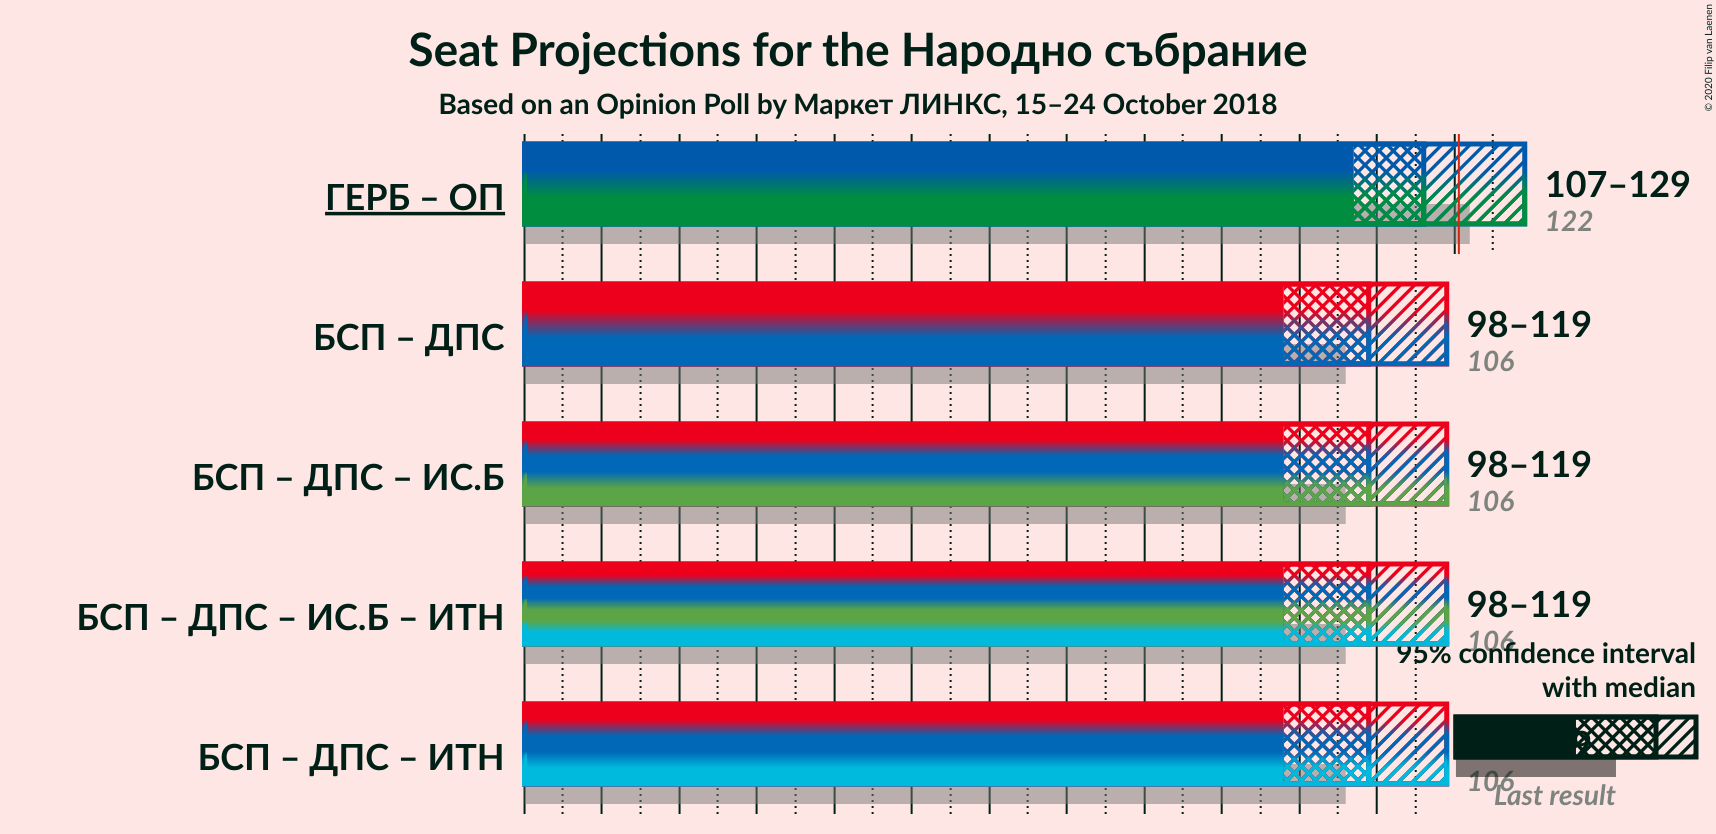 Seat Projections for the Народно събрание
Based on an Opinion Poll by Маркет ЛИНКС, 15–24 October 2018
© 2020 Filip van Laenen
ГЕРБ – ОП
107–129
122
БСП – ДПС
98–119
106
БСП – ДПС – ИС.Б
98–119
106
БСП – ДПС – ИС.Б – ИТН
98–119
106
95% confidence interval
with median
БСП – ДПС – ИТН
106
Last result